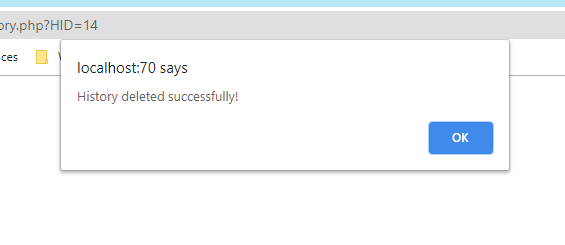 ory.php?HID=14
ces
localhost:70 says
History deleted successfully!
OK